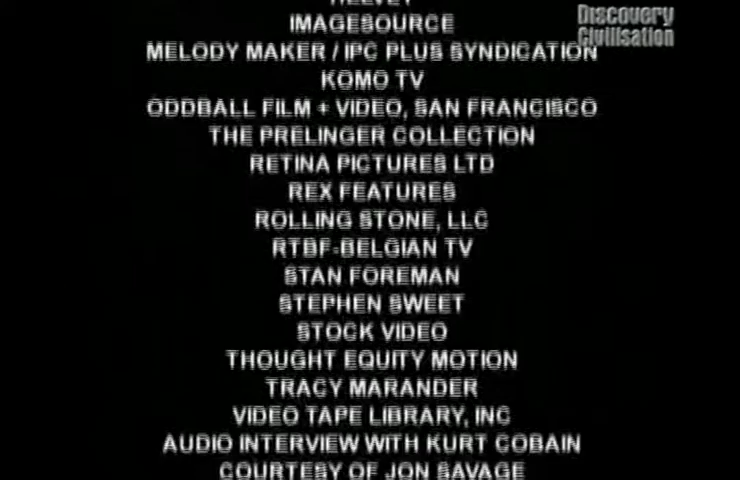 Discovery
Civilisation
IMAGESOURCE
MELODY MAKER / IPC PLUS SYNDICATION
KOMO TV
ODDBALL FILM + VIDEO, SAN FRANCISCO
THE PRELINGER COLLECTION
RETINA PICTURES LTD
REX FEATURES
ROLLING STONE, LLC
RTBF-BELGIAN TV
STAN FOREMAN
STEPHEN SWEET
STOCK VIDEO
THOUGHT EQUITY MOTION
TRACY MARANDER
VIDEO TAPE LIBRARY, INC
AUDIO INTERVIEW WITH KURT COBAIN
COURTESY OF JON SAVAGE